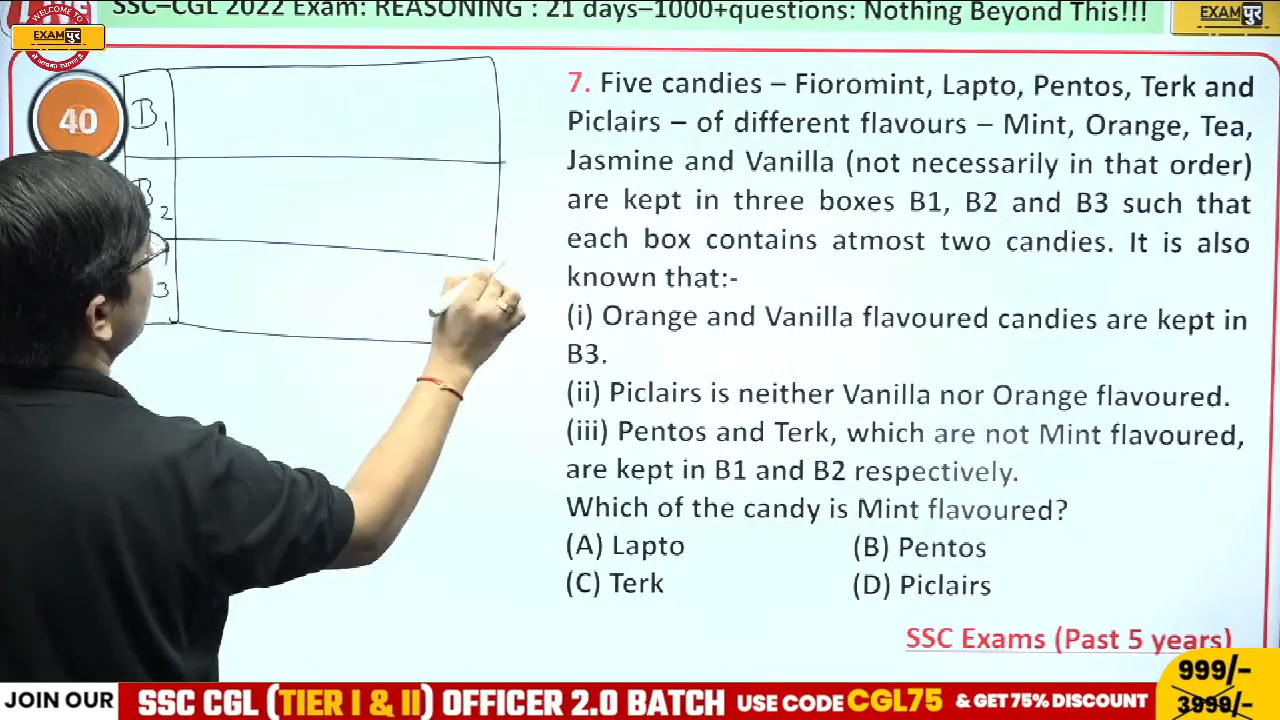 SSC–CGL 2022 Exam: REASONING : 21 days–1000+questions: Nothing Beyond This!!!
WELCOME TO
EXAMपुर
EXAMपुर
40
B1
B2
3
7. Five candies – Fioromint, Lapto, Pentos, Terk and
Piclairs – of different flavours – Mint, Orange, Tea,
Jasmine and Vanilla (not necessarily in that order)
are kept in three boxes B1, B2 and B3 such that
each box contains atmost two candies. It is also
known that:-
(i) Orange and Vanilla flavoured candies are kept in
B3.
(ii) Piclairs is neither Vanilla nor Orange flavoured.
(iii) Pentos and Terk, which are not Mint flavoured,
are kept in B1 and B2 respectively.
Which of the candy is Mint flavoured?
(A) Lapto (B) Pentos
(C) Terk (D) Piclairs
SSC Exams (Past 5 years)
999/-
3999/-
JOIN OUR SSC CGL (TIER I & II) OFFICER 2.0 BATCH USE CODE CGL75 & GET 75% DISCOUNT